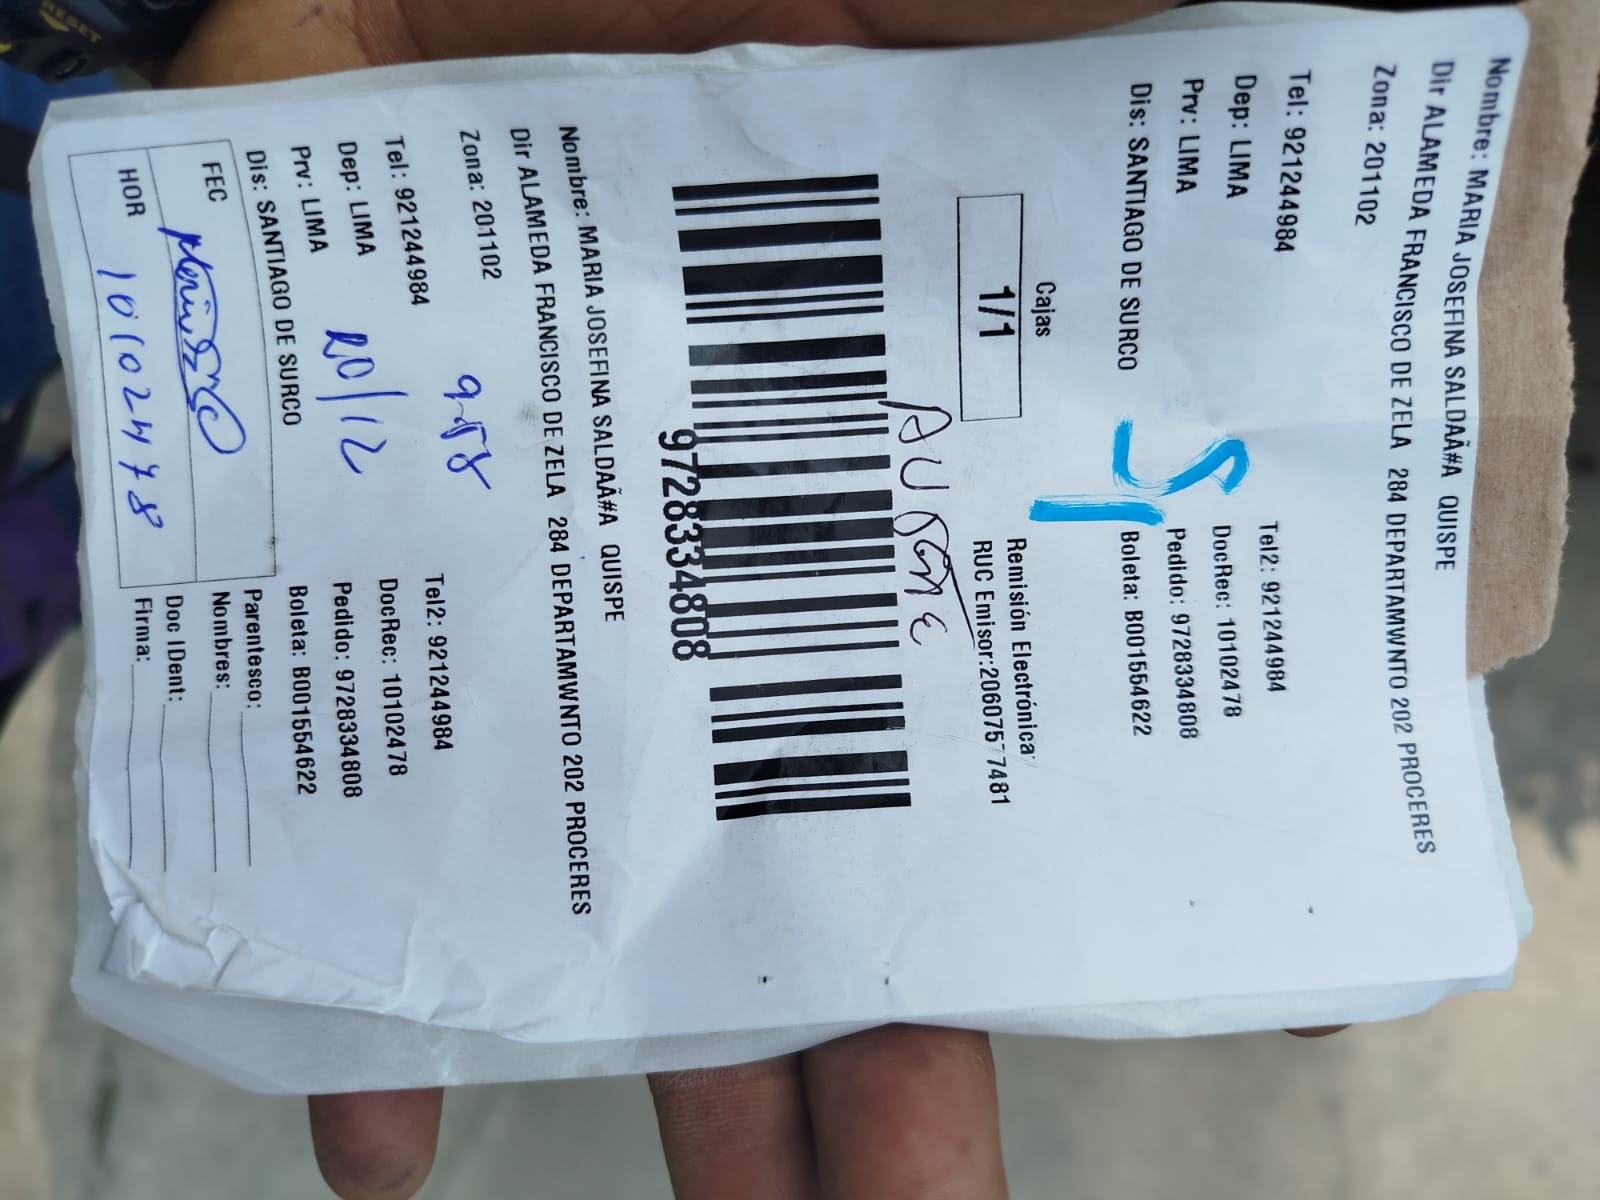 Nombre: MARIA JOSEFINA SALDAÃ#A QUISPE
Dir ALAMEDA FRANCISCO DE ZELA 284 DEPARTAMWNTO 202 PROCERES
Zona: 201102
Tel: 921244984 Tel2: 921244984
Dep: LIMA DocRec: 10102478
Prv: LIMA Pedido: 9728334808
Dis: SANTIAGO DE SURCO Boleta: B001554622
Cajas
1/1
Remisión Electrónica:
RUC Emisor:206075-7481
9728334808
Nombre: MARIA JOSEFINA SALDAÃ#A QUISPE
Dir ALAMEDA FRANCISCO DE ZELA 284 DEPARTAMWNTO 202 PROCERES
Zona: 201102
9:58
Tel: 921244984 Tel2: 921244984
Dep: LIMA DocRec: 10102478
20/12
Prv: LIMA Pedido: 9728334808
Dis: SANTIAGO DE SURCO Boleta: B001554622
FEC
Parentesco:
Nombres:
HOR 10102478
Doc IDent:
Firma:
RESET